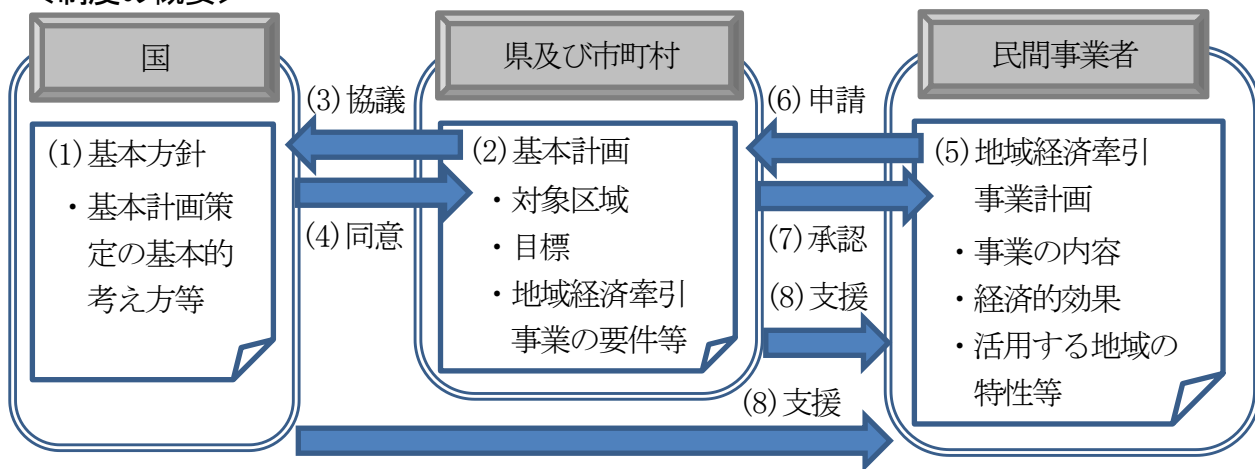 国
(1)基本方針
・基本計画策
定の基本的
考え方等
(3)協議
(4)同意
県及び市町村
(2)基本計画
・対象区域
・目標
・地域経済牽引
事業の要件等
(6)申請
(7)承認
(8)支援
(8)支援
民間事業者
(5)地域経済牽引
事業計画
・事業の内容
・経済的効果
・活用する地域の
特性等